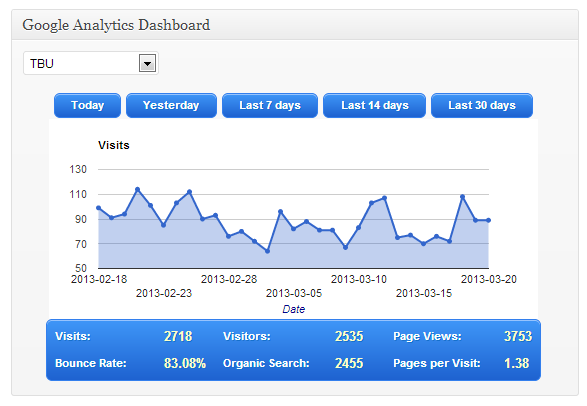 Google Analytics Dashboard
TBU
Today Yesterday Last 7 days Last 14 days Last 30 days
Visits
130
110
90
70
50
2013-02-18 2013-02-28 2013-03-10 2013-03-20
2013-02-23 2013-03-05 2013-03-15
Date
Visits: 2718 Visitors: 2535 Page Views: 3753
Bounce Rate: 83.08% Organic Search: 2455 Pages per Visit: 1.38